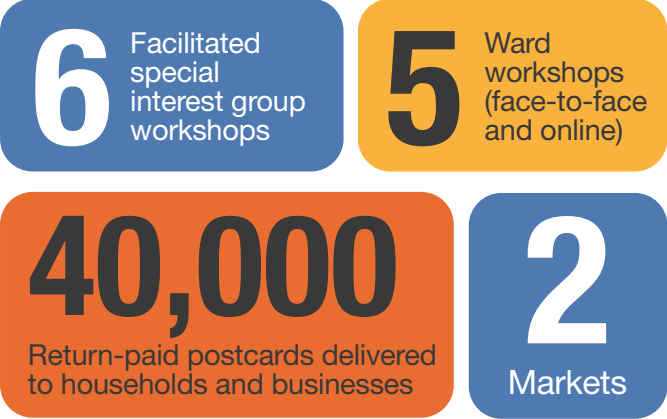 6
Facilitated
special
interest group
workshops
5
Ward
workshops
(face-to-face
and online)
40,000
Return-paid postcards delivered
to households and businesses
2
Markets